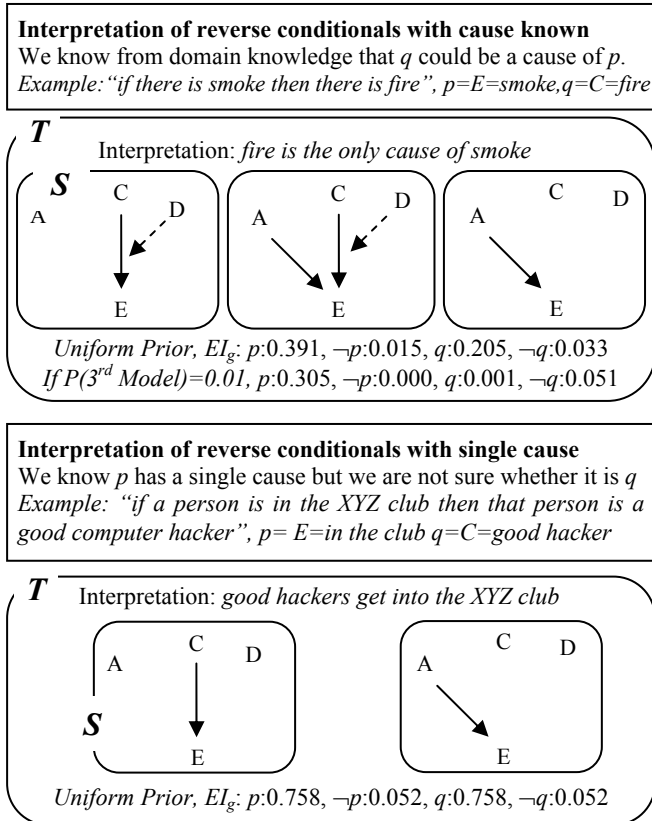 Interpretation of reverse conditionals with cause known
We know from domain knowledge that q could be a cause of p.
Example:“if there is smoke then there is fire”, p=E=smoke,q=C=fire
T
Interpretation: fire is the only cause of smoke
S
A C D
E
A C D
E
A C D
E
Uniform Prior, EIg: p:0.391, ¬p:0.015, q:0.205, ¬q:0.033
If P(3rd Model)=0.01, p:0.305, ¬p:0.000, q:0.001, ¬q:0.051
Interpretation of reverse conditionals with single cause
We know p has a single cause but we are not sure whether it is q
Example: “if a person is in the XYZ club then that person is a
good computer hacker”, p= E=in the club q=C=good hacker
T
Interpretation: good hackers get into the XYZ club
A C D
S
E
A C D
E
Uniform Prior, EIg: p:0.758, ¬p:0.052, q:0.758, ¬q:0.052